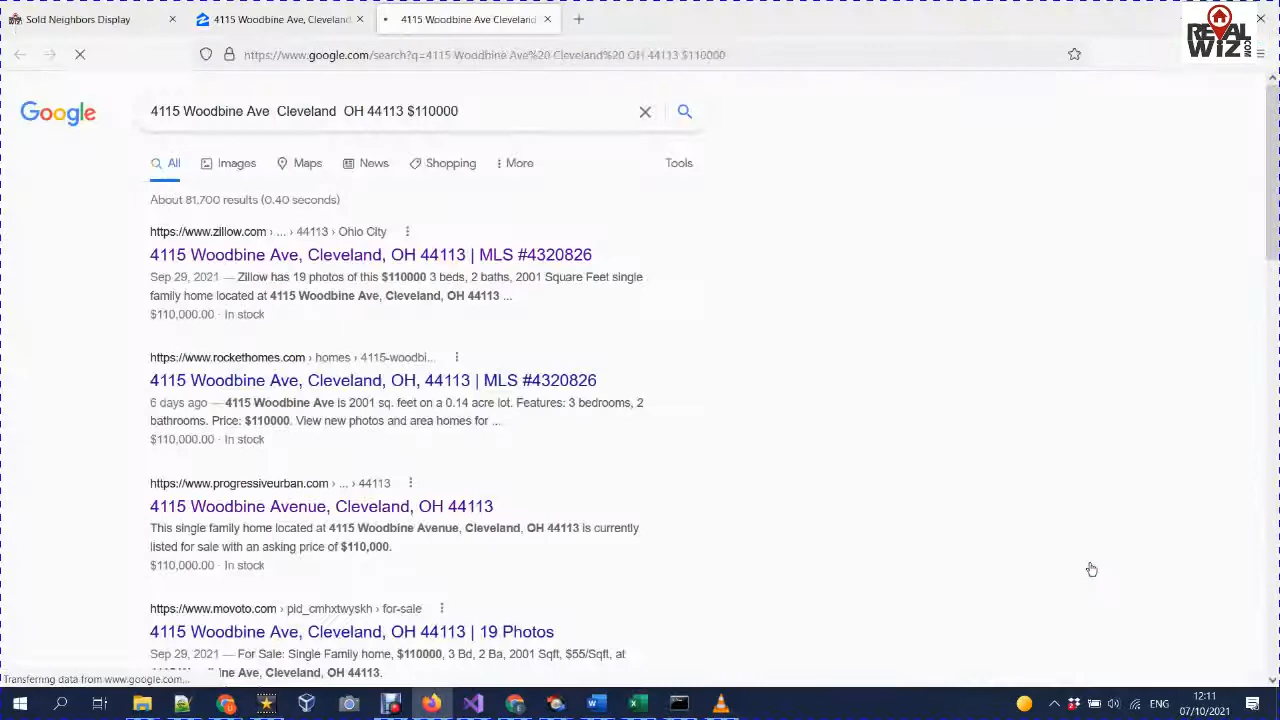 Sold Neighbors Display
4115 Woodbine Ave, Cleveland,
4115 Woodbine Ave Cleveland
REVAL
WIZ.COM
https://www.google.com/search?q=4115 Woodbine Ave%20 Cleveland%20 OH 44113 $110000
Google
4115 Woodbine Ave  Cleveland  OH 44113 $110000
All
Images
Maps
News
Shopping
More
Tools
About 81,700 results (0.40 seconds)
https://www.zillow.com › ... › 44113 › Ohio City
4115 Woodbine Ave, Cleveland, OH 44113 | MLS #4320826
Sep 29, 2021 — Zillow has 19 photos of this $110000 3 beds, 2 baths, 2001 Square Feet single
family home located at 4115 Woodbine Ave, Cleveland, OH 44113 ...
$110,000.00 · In stock
https://www.rockethomes.com › homes › 4115-woodbi...
4115 Woodbine Ave, Cleveland, OH, 44113 | MLS #4320826
6 days ago — 4115 Woodbine Ave is 2001 sq. feet on a 0.14 acre lot. Features: 3 bedrooms, 2
bathrooms. Price: $110000. View new photos and area homes for ...
$110,000.00 · In stock
https://www.progressiveurban.com › ... › 44113
4115 Woodbine Avenue, Cleveland, OH 44113
This single family home located at 4115 Woodbine Avenue, Cleveland, OH 44113 is currently
listed for sale with an asking price of $110,000.
$110,000.00 · In stock
https://www.movoto.com › pid_cmhxtwyskh › for-sale
4115 Woodbine Ave, Cleveland, OH 44113 | 19 Photos
Sep 29, 2021 — For Sale: Single Family home, $110000, 3 Bd, 2 Ba, 2001 Sqft, $55/Sqft, at
Ave, Cleveland, OH 44113.
Transferring data from www.google.com...
ENG
12:11
07/10/2021